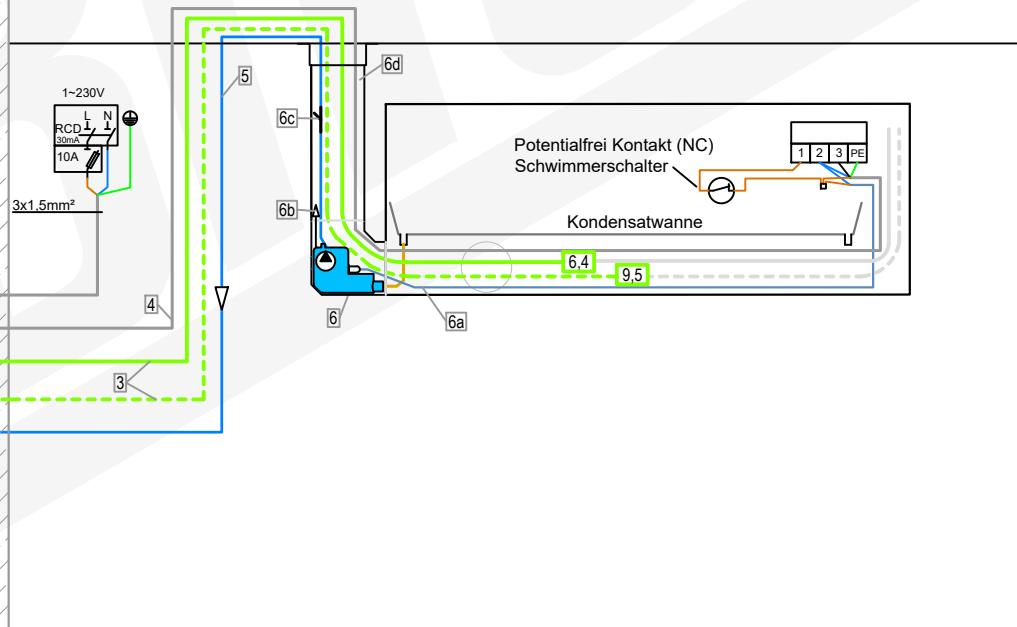 5
6d
1~230V
L N
RCD
30mA
10A
6c
Potentialfrei Kontakt (NC)
Schwimmerschalter
1 2 3 PE
3x1,5mm²
6b
Kondensatwanne
6,4
9,5
4
6
6a
3